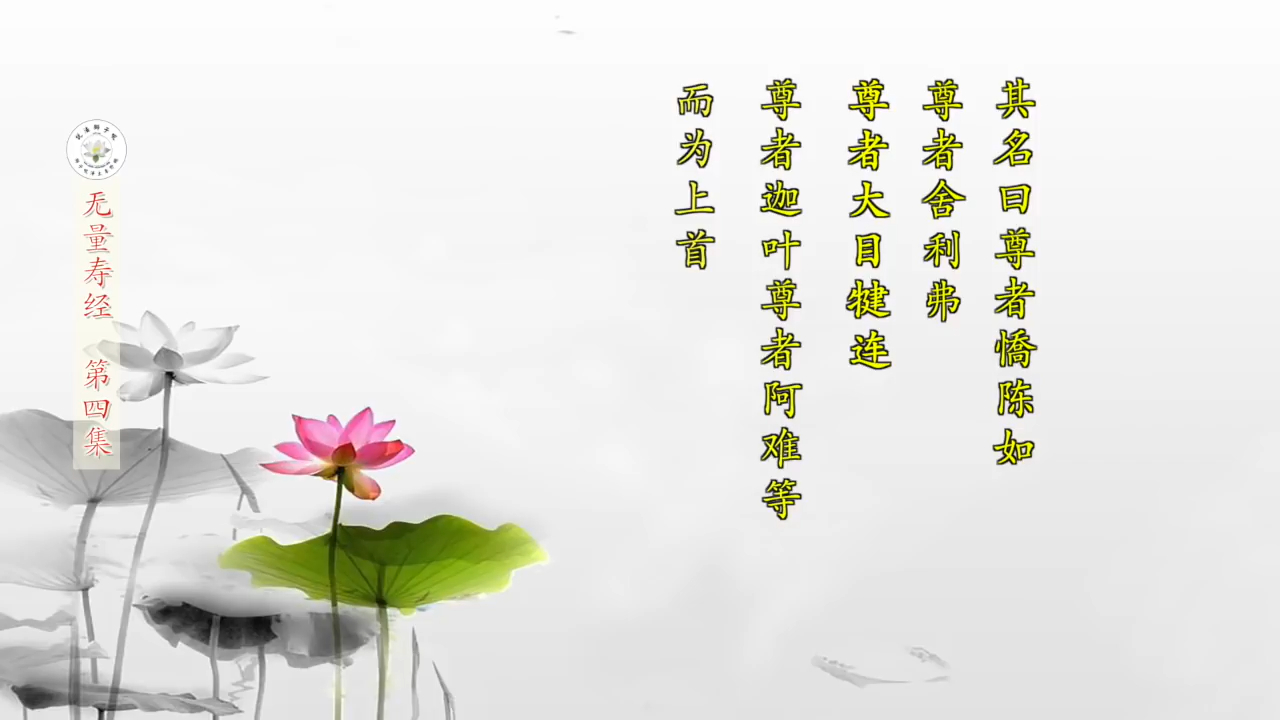 其名曰尊者憍陈如
尊者舍利弗
尊者大目犍连
尊者迦叶尊者阿难等
而为上首
无量寿经 第四集